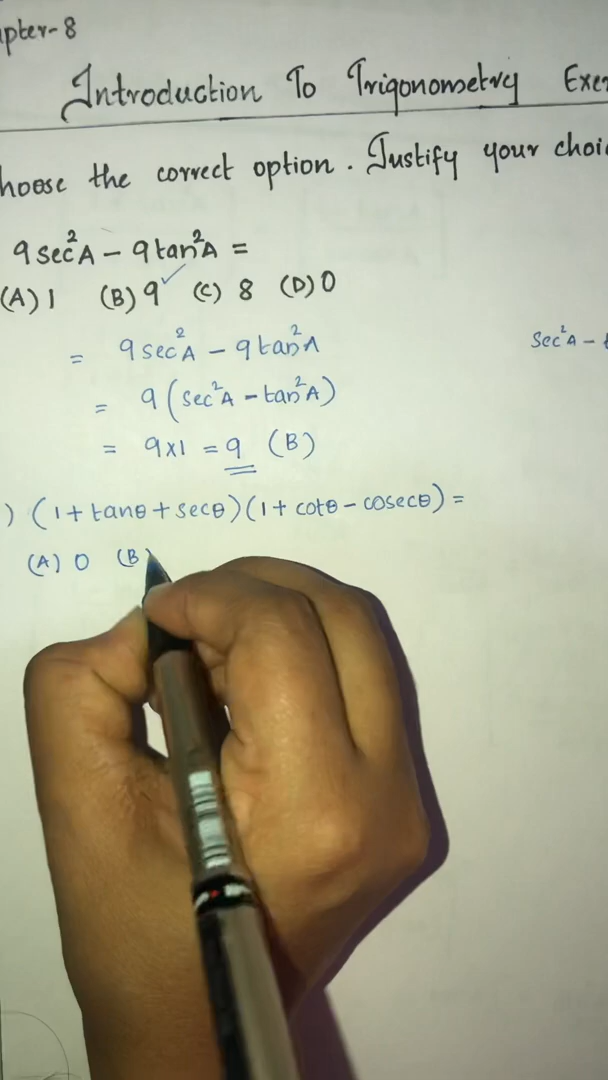 pter-8
Introduction To Trigonometry Exer
hoose the correct option. Justify your choi
9 sec²A - 9 tan²A =
(A) 1 (B) 9 ✓ (C) 8 (D) 0
= 9 sec²A - 9 tan²A
sec²A -
= 9 (sec²A - tan²A)
= 9×1 = 9 (B)
) (1 + tanθ + secθ)(1 + cotθ - cosecθ) =
(A) 0 (B)